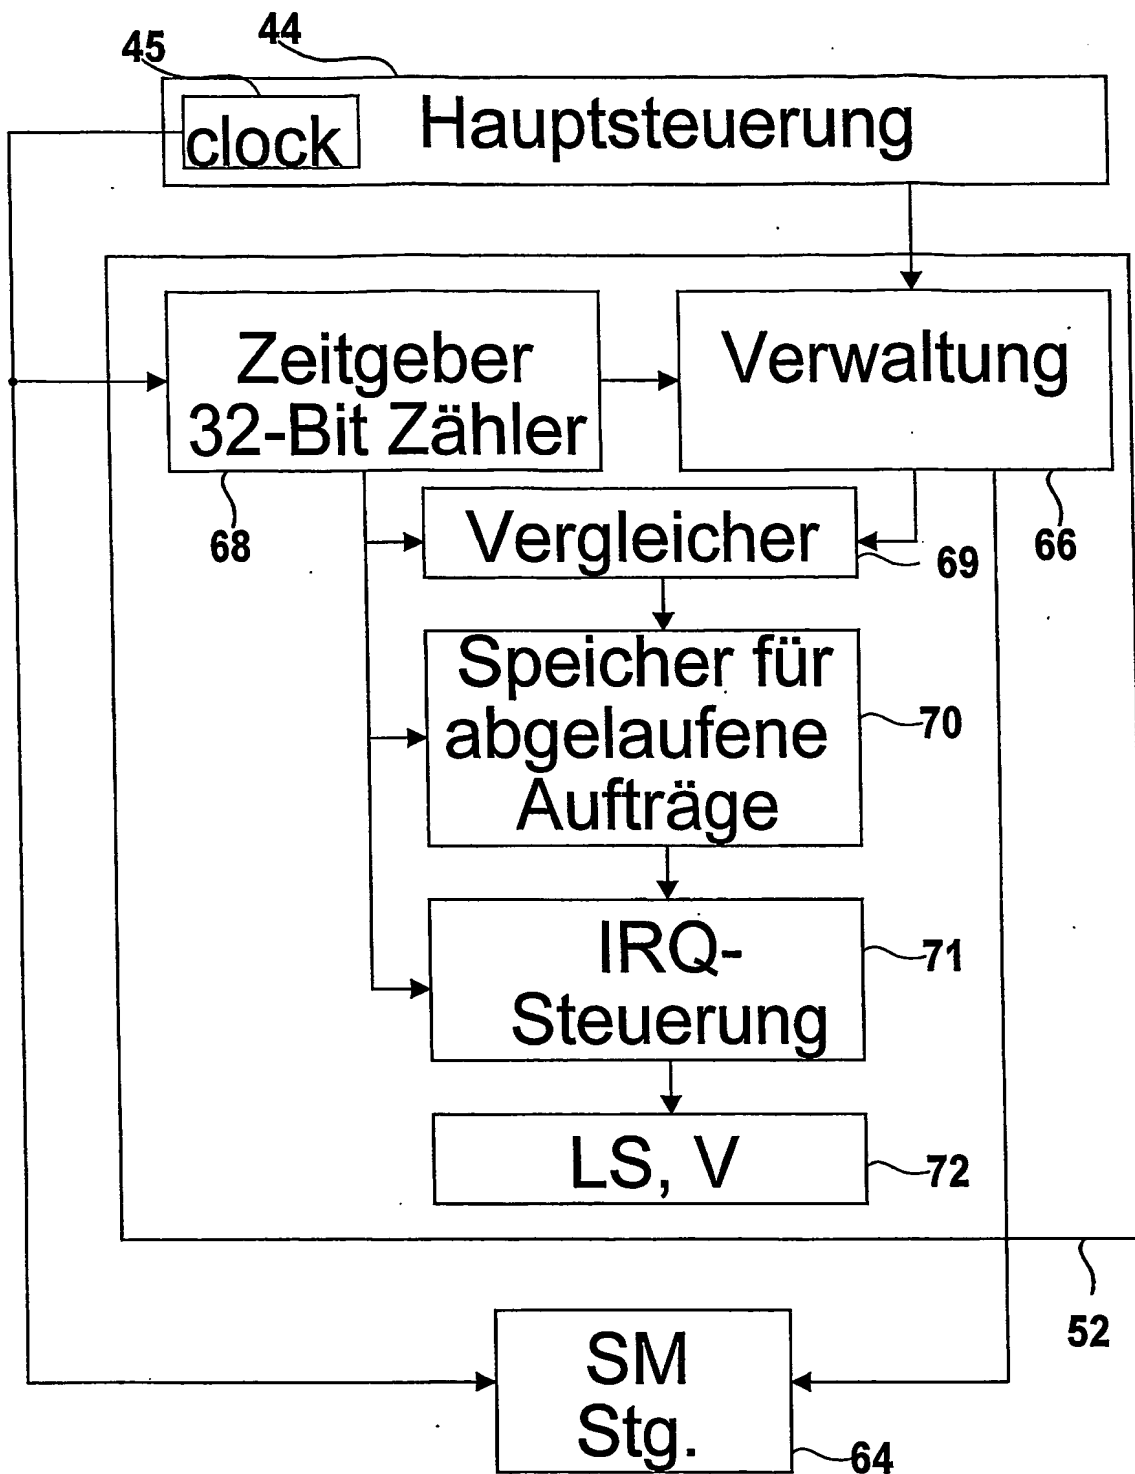 45
44
clock
Hauptsteuerung
Zeitgeber
32-Bit Zähler
Verwaltung
68
Vergleicher
69
66
Speicher für
abgelaufene
Aufträge
70
IRQ-
Steuerung
71
LS, V
72
52
SM
Stg.
64